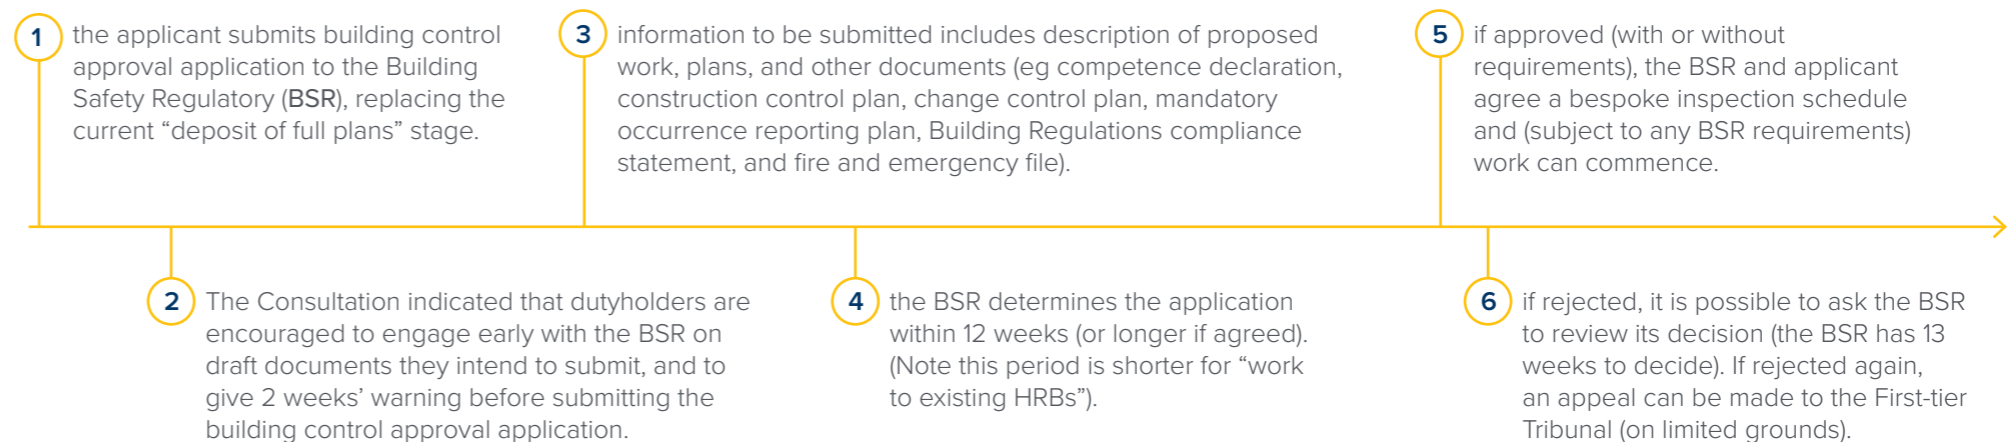 1
the applicant submits building control
approval application to the Building
Safety Regulatory (BSR), replacing the
current “deposit of full plans” stage.
2
The Consultation indicated that dutyholders are
encouraged to engage early with the BSR on
draft documents they intend to submit, and to
give 2 weeks’ warning before submitting the
building control approval application.
3
information to be submitted includes description of proposed
work, plans, and other documents (eg competence declaration,
construction control plan, change control plan, mandatory
occurrence reporting plan, Building Regulations compliance
statement, and fire and emergency file).
4
the BSR determines the application
within 12 weeks (or longer if agreed).
(Note this period is shorter for “work
to existing HRBs”).
5
if approved (with or without
requirements), the BSR and applicant
agree a bespoke inspection schedule
and (subject to any BSR requirements)
work can commence.
6
if rejected, it is possible to ask the BSR
to review its decision (the BSR has 13
weeks to decide). If rejected again,
an appeal can be made to the First-tier
Tribunal (on limited grounds).